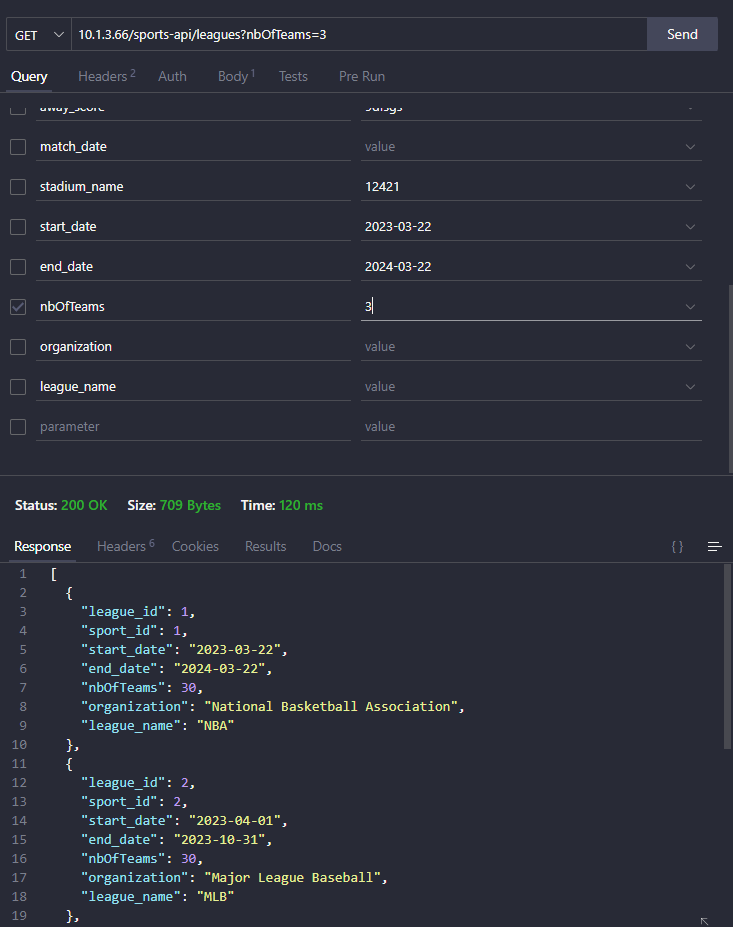 GET 10.1.3.66/sports-api/leagues?nbOfTeams=3 Send
Query Headers 2 Auth Body 1 Tests Pre Run
away_score
match_date value
stadium_name 12421
start_date 2023-03-22
end_date 2024-03-22
nbOfTeams 3
organization value
league_name value
parameter value
Status: 200 OK Size: 709 Bytes Time: 120 ms
Response Headers 6 Cookies Results Docs { }
1 [
2 {
3 "league_id": 1,
4 "sport_id": 1,
5 "start_date": "2023-03-22",
6 "end_date": "2024-03-22",
7 "nbOfTeams": 30,
8 "organization": "National Basketball Association",
9 "league_name": "NBA"
10 },
11 {
12 "league_id": 2,
13 "sport_id": 2,
14 "start_date": "2023-04-01",
15 "end_date": "2023-10-31",
16 "nbOfTeams": 30,
17 "organization": "Major League Baseball",
18 "league_name": "MLB"
19 },